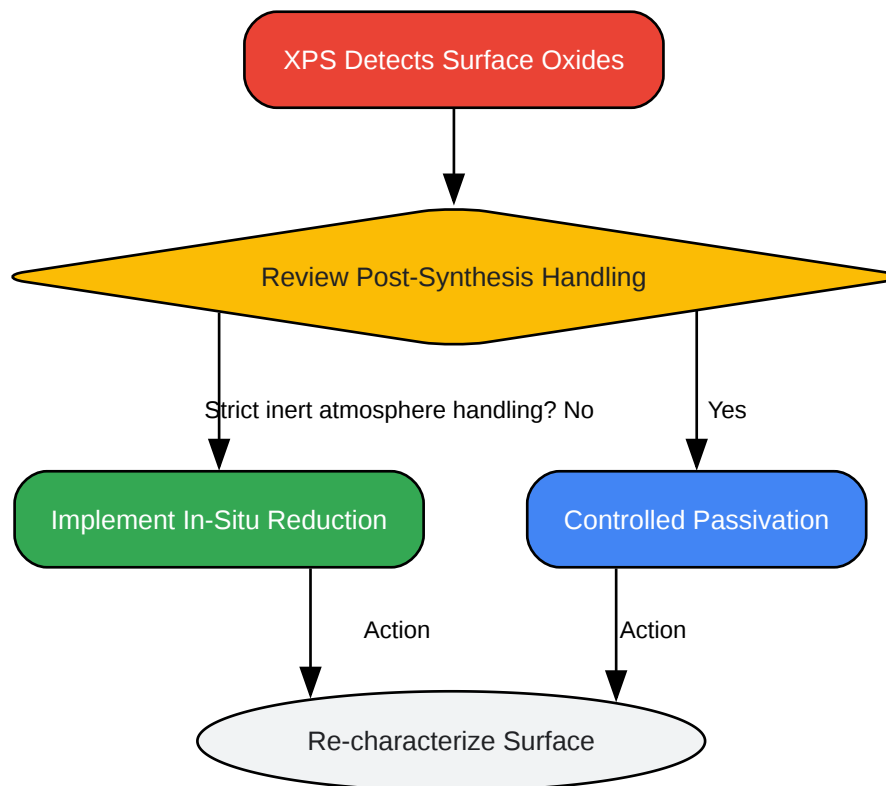 XPS Detects Surface Oxides
Review Post-Synthesis Handling
Strict inert atmosphere handling? No
Yes
Implement In-Situ Reduction
Controlled Passivation
Action
Action
Re-characterize Surface